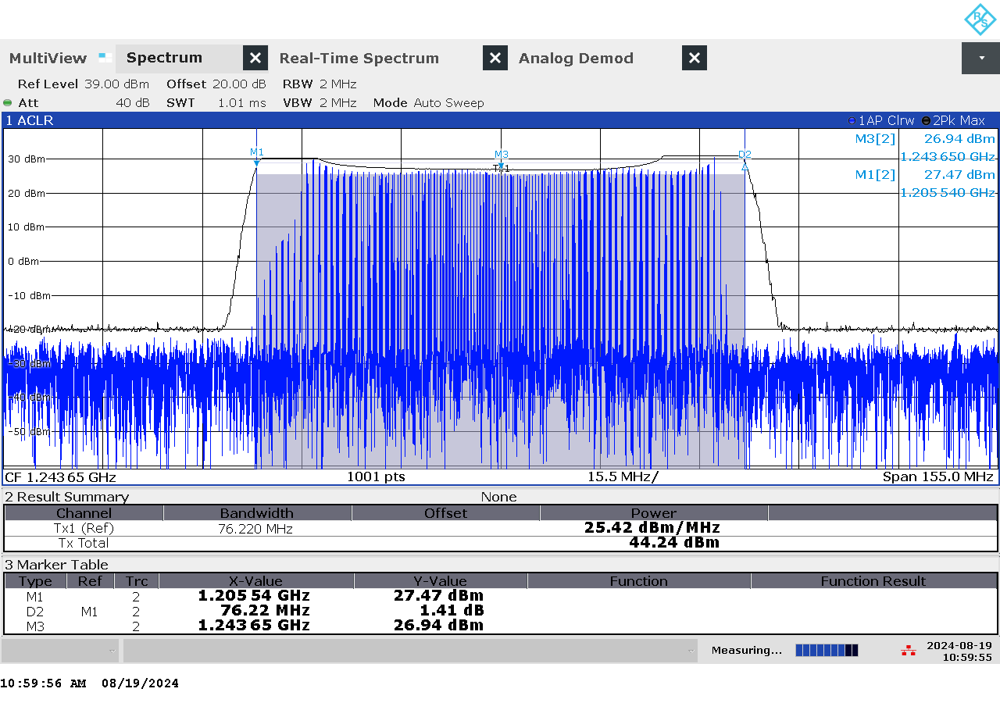 R S
MultiView Spectrum Real-Time Spectrum Analog Demod
Ref Level 39.00 dBm Offset 20.00 dB RBW 2 MHz
Att 40 dB SWT 1.01 ms VBW 2 MHz Mode Auto Sweep
1 ACLR 1AP Clrw 2Pk Max
M3[2] 26.94 dBm
1.243 650 GHz
M1[2] 27.47 dBm
1.205 540 GHz
M1 M3 D2
30 dBm
20 dBm
10 dBm
0 dBm
-10 dBm
-20 dBm
-30 dBm
-40 dBm
-50 dBm
CF 1.243 65 GHz 1001 pts 15.5 MHz/ Span 155.0 MHz
2 Result Summary None
Channel Bandwidth Offset Power
Tx1 (Ref) 76.220 MHz 25.42 dBm/MHz
Tx Total 44.24 dBm
3 Marker Table
Type Ref Trc X-Value Y-Value Function Function Result
M1 2 1.205 54 GHz 27.47 dBm
D2 M1 2 76.22 MHz 1.41 dB
M3 2 1.243 65 GHz 26.94 dBm
Measuring... 2024-08-19
10:59:55
10:59:56 AM 08/19/2024